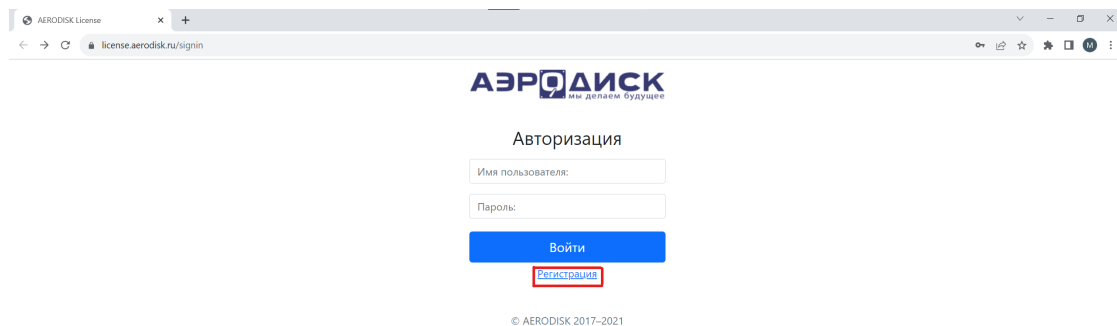 AERODISK License
license.aerodisk.ru/signin
M
АЭРОДИСК
мы делаем будущее
Авторизация
Имя пользователя:
Пароль:
Войти
Регистрация
© AERODISK 2017–2021